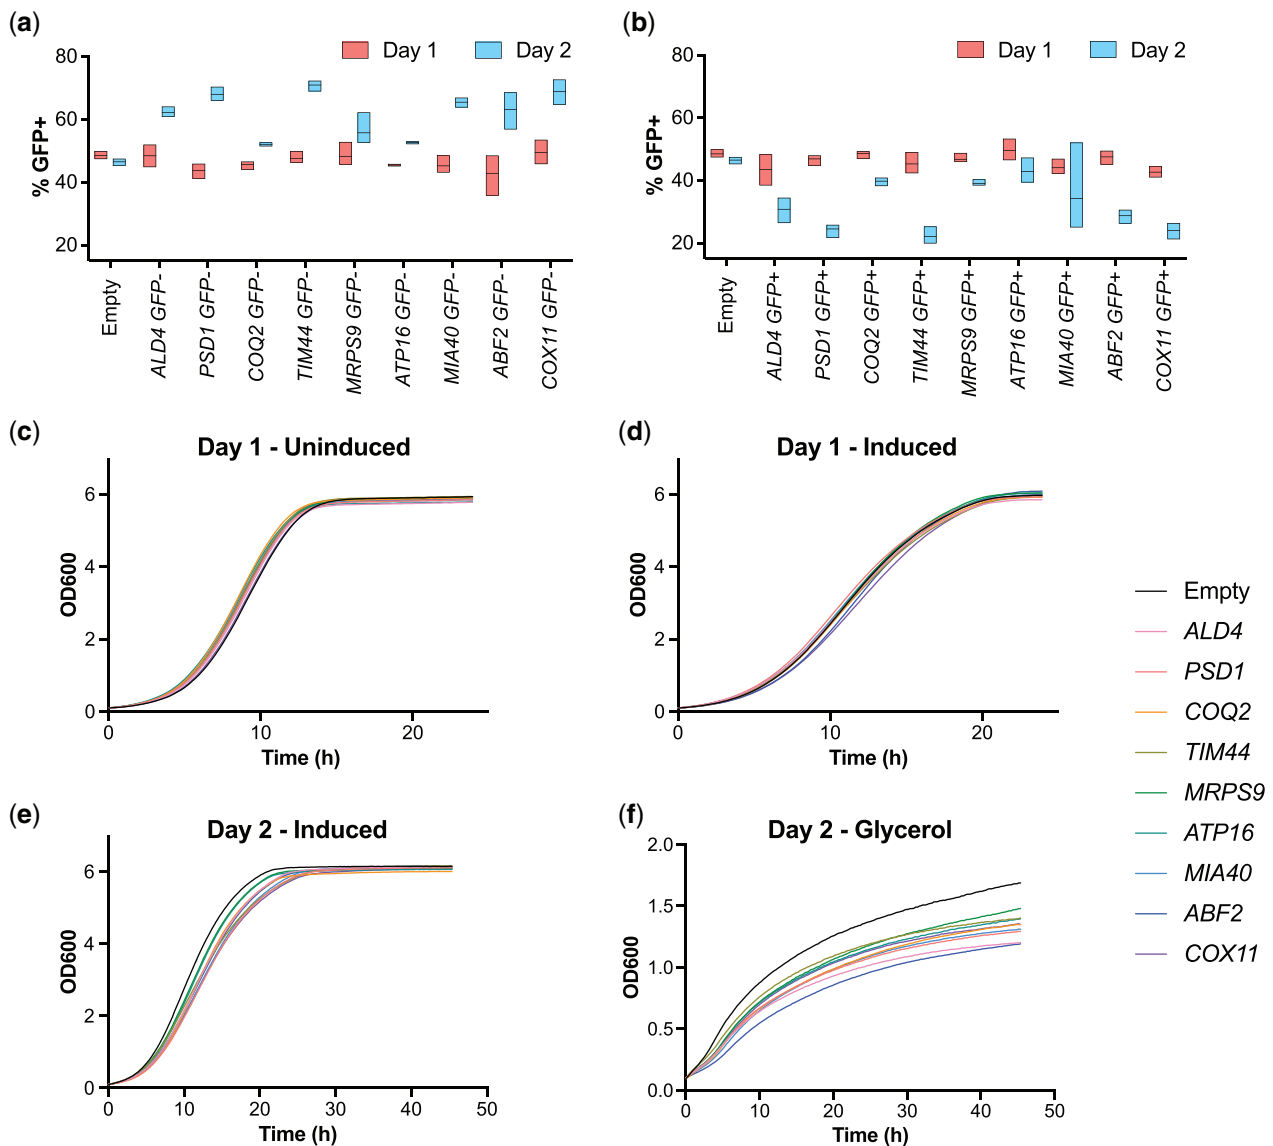 (a)
Day 1
Day 2
80
60
40
20
% GFP+
Empty
ALD4 GFP-
PSD1 GFP-
COQ2 GFP-
TIM44 GFP-
MRPS9 GFP-
ATP16 GFP-
MIA40 GFP-
ABF2 GFP-
COX11 GFP-
(b)
Day 1
Day 2
80
60
40
20
% GFP+
Empty
ALD4 GFP+
PSD1 GFP+
COQ2 GFP+
TIM44 GFP+
MRPS9 GFP+
ATP16 GFP+
MIA40 GFP+
ABF2 GFP+
COX11 GFP+
(c)
Day 1 - Uninduced
6
4
2
0
OD600
0 10 20
Time (h)
(d)
Day 1 - Induced
6
4
2
0
OD600
0 10 20
Time (h)
(e)
Day 2 - Induced
6
4
2
0
OD600
0 10 20 30 40 50
Time (h)
(f)
Day 2 - Glycerol
2.0
1.5
1.0
0.5
0.0
OD600
0 10 20 30 40 50
Time (h)
Empty
ALD4
PSD1
COQ2
TIM44
MRPS9
ATP16
MIA40
ABF2
COX11